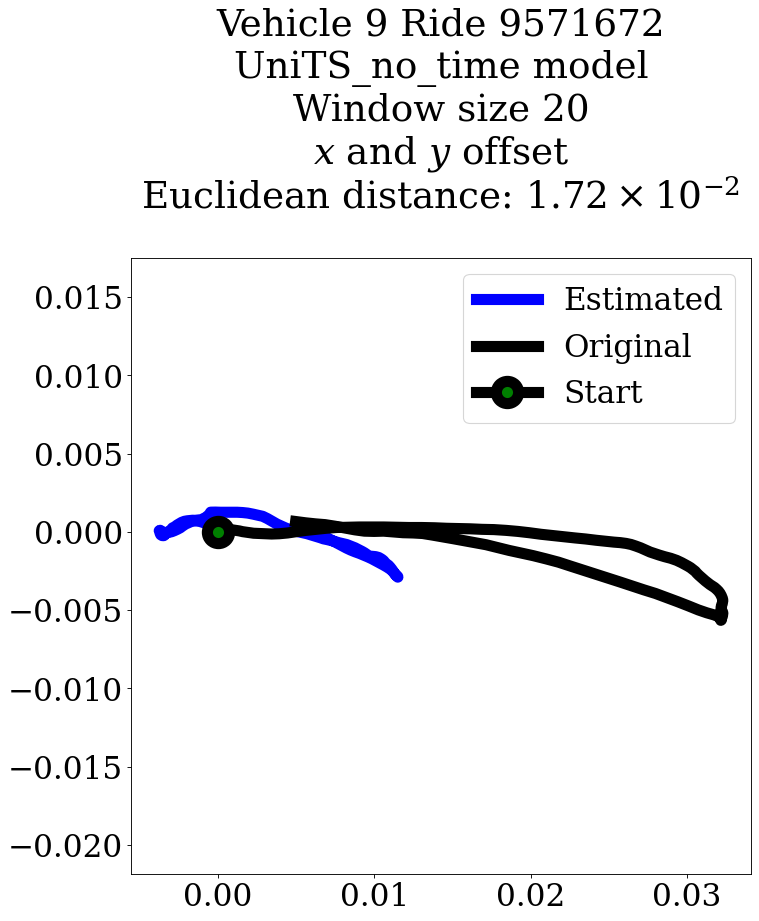 Vehicle 9 Ride 9571672
UniTS_no_time model
Window size 20
x and y offset
Euclidean distance: 1.72 × 10⁻²
Estimated
Original
Start
0.015
0.010
0.005
0.000
−0.005
−0.010
−0.015
−0.020
0.00 0.01 0.02 0.03